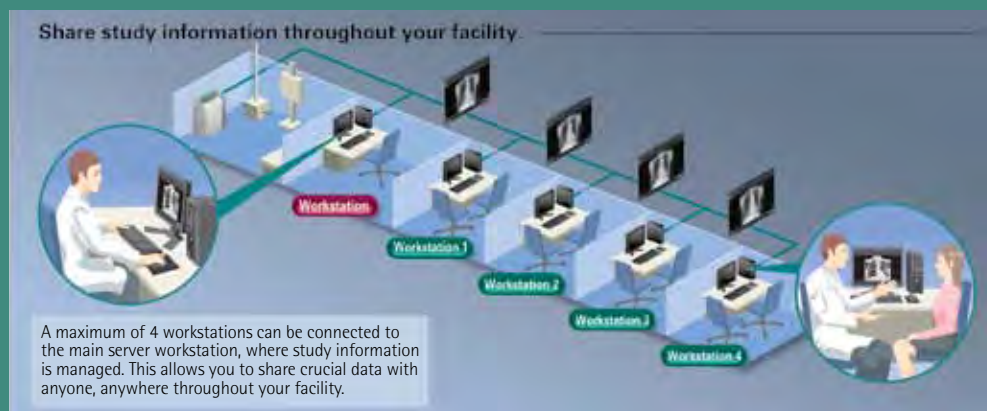 Share study information throughout your facility.
Workstation
Workstation 1
Workstation 2
Workstation 3
Workstation 4
A maximum of 4 workstations can be connected to
the main server workstation, where study information
is managed. This allows you to share crucial data with
anyone, anywhere throughout your facility.